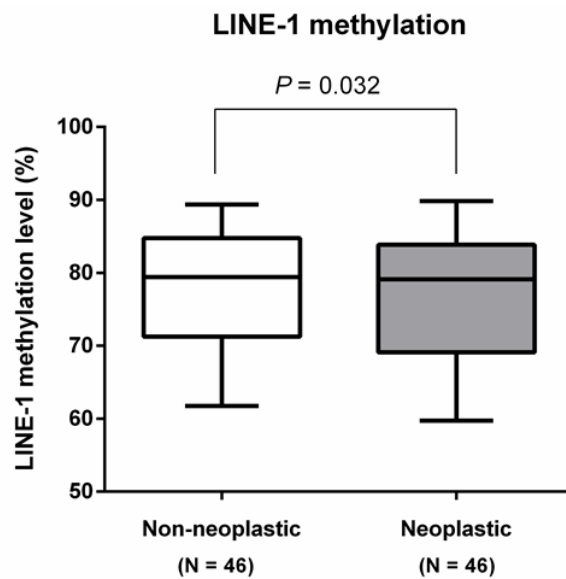 LINE-1 methylation
P = 0.032
LINE-1 methylation level (%)
100
90
80
70
60
50
Non-neoplastic
(N = 46)
Neoplastic
(N = 46)